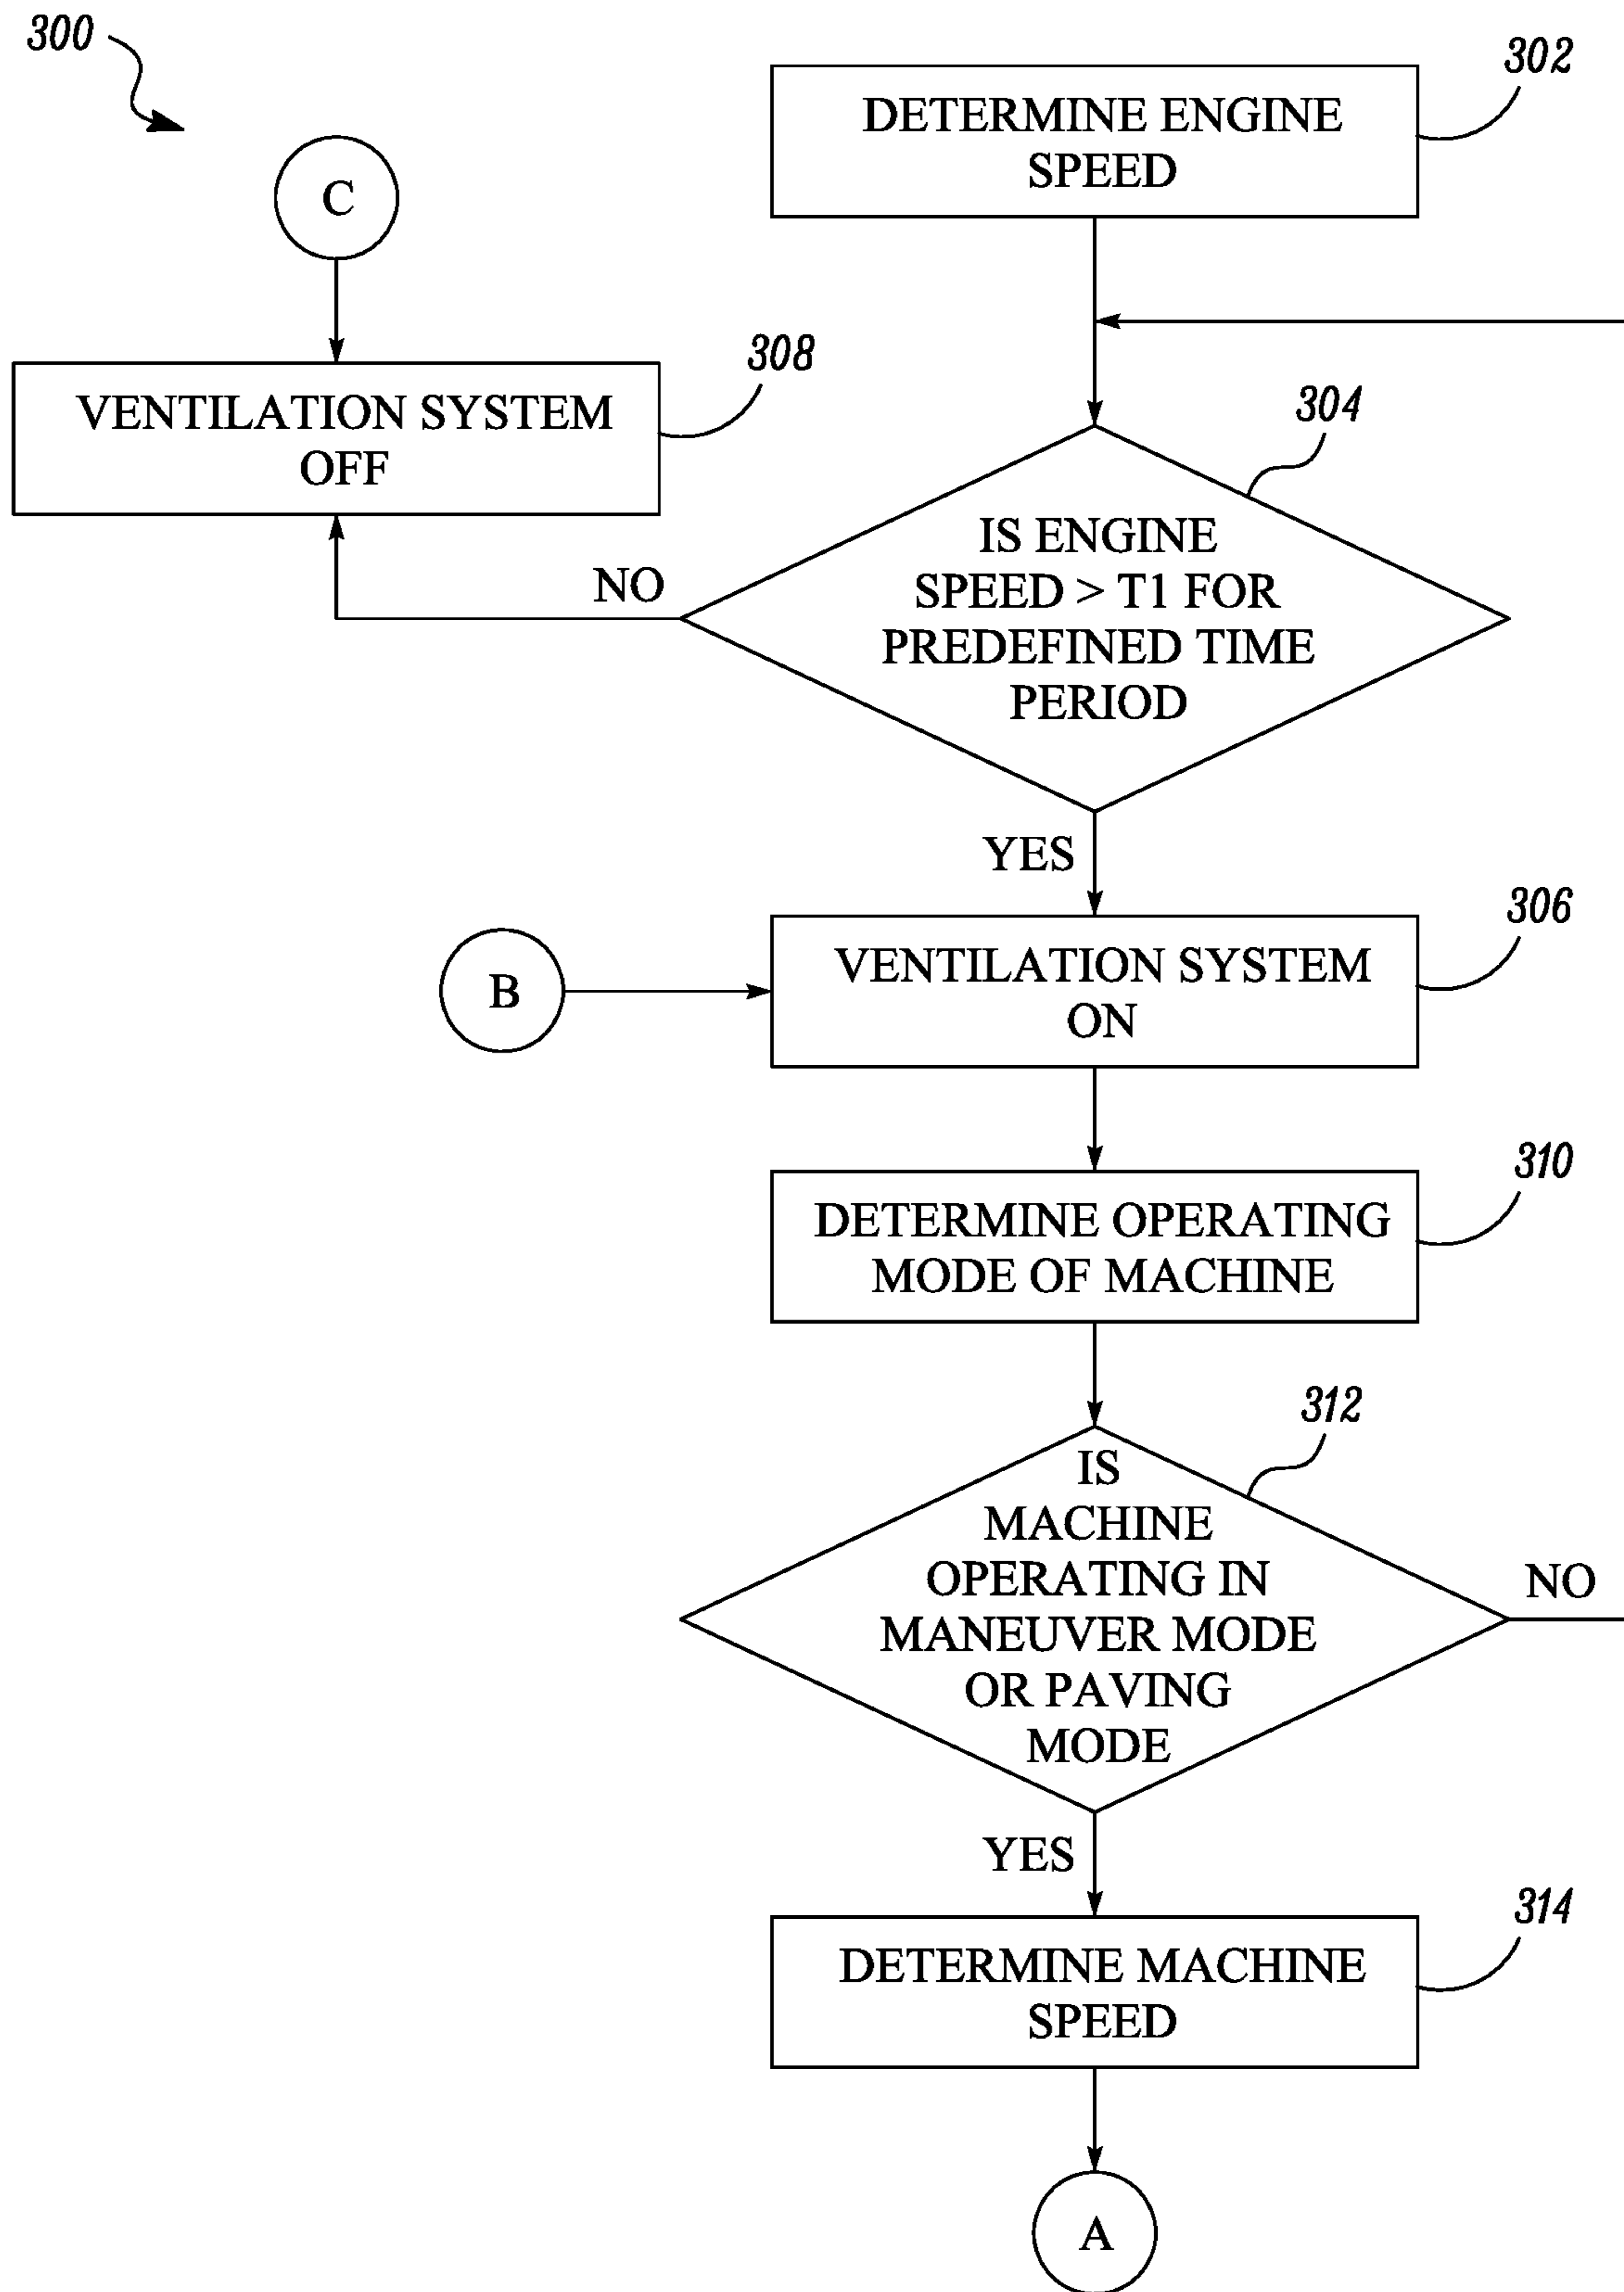 300
302
DETERMINE ENGINE
SPEED
C
308
VENTILATION SYSTEM
OFF
304
IS ENGINE
SPEED > T1 FOR
PREDEFINED TIME
PERIOD
NO
YES
306
B
VENTILATION SYSTEM
ON
310
DETERMINE OPERATING
MODE OF MACHINE
312
IS
MACHINE
OPERATING IN
MANEUVER MODE
OR PAVING
MODE
NO
YES
314
DETERMINE MACHINE
SPEED
A